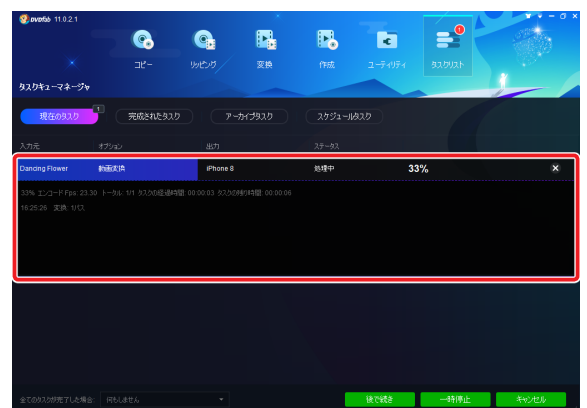 DVDFab 11.0.2.1
コピー リッピング 変換 作成 ユーティリティ タスクリスト 1
タスクキューマネージャ
現在のタスク 1 完成されたタスク アーカイブタスク スケジュールタスク
入力元 オプション 出力 ステータス
Dancing Flower 動画変換 iPhone 8 処理中 33%
33% エンコード Fps: 23.30 トータル: 1/1 タスクの経過時間: 00:00:03 タスクの残り時間: 00:00:06
16:25:26 変換: 1パス
全てのタスクが完了した場合: 何もしません 後で続き 一時停止 キャンセル